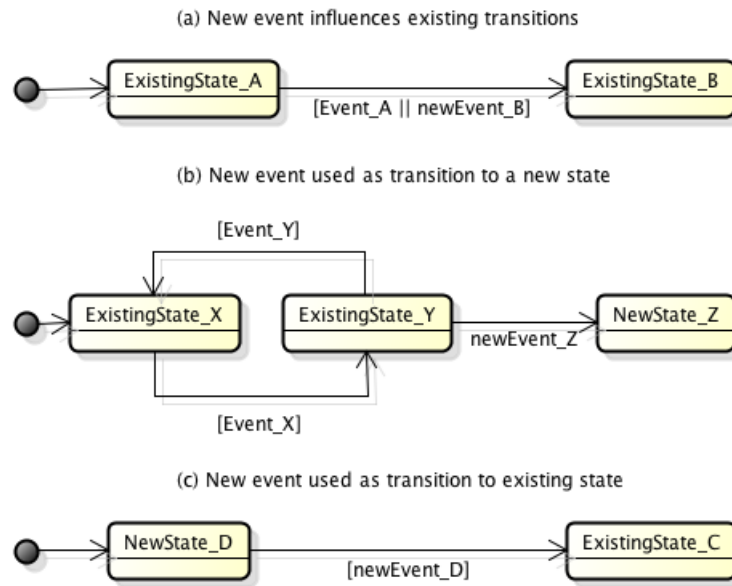 (a) New event influences existing transitions
ExistingState_A
ExistingState_B
[Event_A || newEvent_B]
(b) New event used as transition to a new state
[Event_Y]
ExistingState_X
ExistingState_Y
NewState_Z
newEvent_Z
[Event_X]
(c) New event used as transition to existing state
NewState_D
ExistingState_C
[newEvent_D]